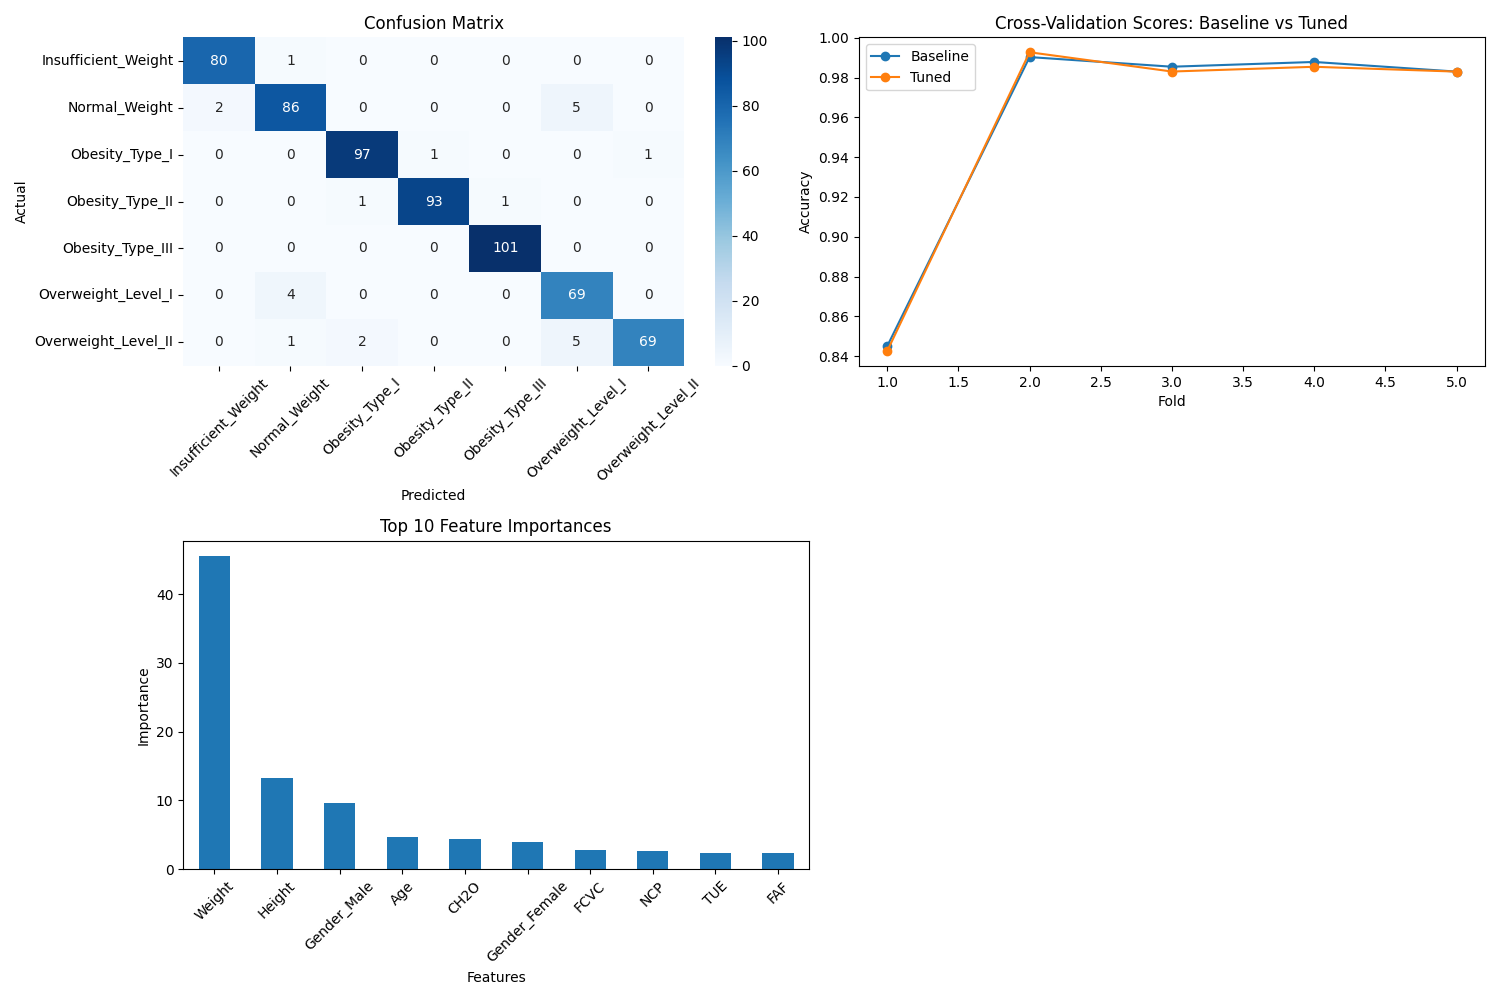 Confusion Matrix
Actual
Insufficient_Weight 80 1 0 0 0 0 0
Normal_Weight 2 86 0 0 0 5 0
Obesity_Type_I 0 0 97 1 0 0 1
Obesity_Type_II 0 0 1 93 1 0 0
Obesity_Type_III 0 0 0 0 101 0 0
Overweight_Level_I 0 4 0 0 0 69 0
Overweight_Level_II 0 1 2 0 0 5 69
Insufficient_Weight Normal_Weight Obesity_Type_I Obesity_Type_II Obesity_Type_III Overweight_Level_I Overweight_Level_II
Predicted
100
80
60
40
20
0
Cross-Validation Scores: Baseline vs Tuned
Baseline
Tuned
Accuracy
1.00
0.98
0.96
0.94
0.92
0.90
0.88
0.86
0.84
1.0 1.5 2.0 2.5 3.0 3.5 4.0 4.5 5.0
Fold
Top 10 Feature Importances
Importance
40
30
20
10
0
Weight Height Gender_Male Age CH2O Gender_Female FCVC NCP TUE FAF
Features